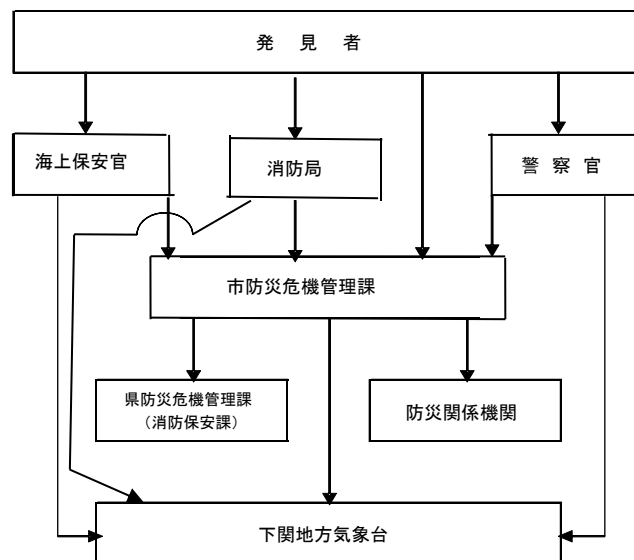 発見者
海上保安官
消防局
警察官
市防災危機管理課
県防災危機管理課
（消防保安課）
防災関係機関
下関地方気象台